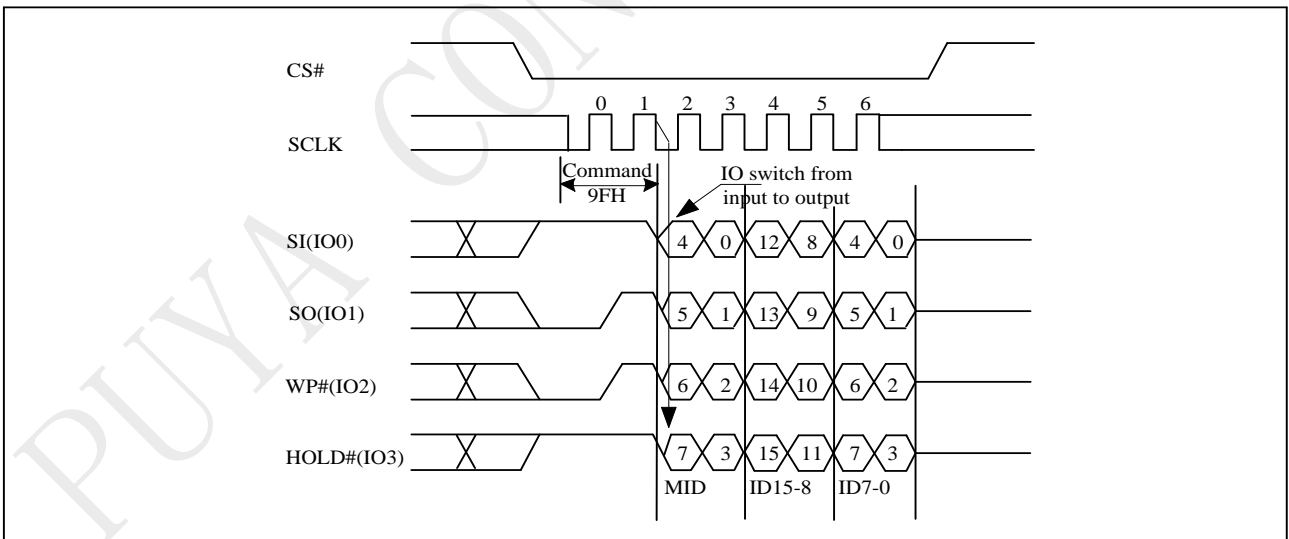 PUYA CON
CS#
0 1 2 3 4 5 6
SCLK
Command
9FH
IO switch from
input to output
SI(IO0)
4 0 12 8 4 0
SO(IO1)
5 1 13 9 5 1
WP#(IO2)
6 2 14 10 6 2
HOLD#(IO3)
7 3 15 11 7 3
MID ID15-8 ID7-0